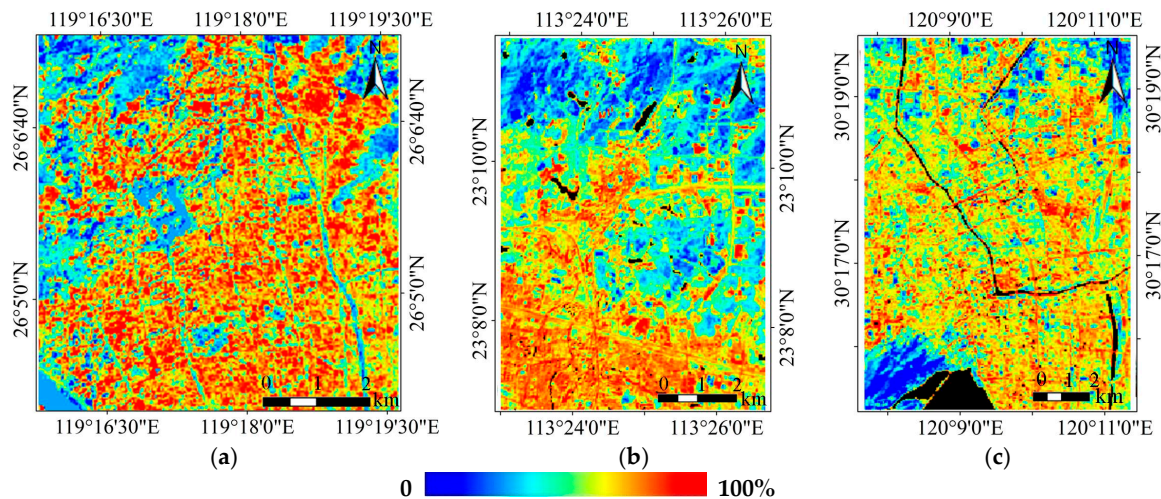 119°16'30"E 119°18'0"E 119°19'30"E
113°24'0"E 113°26'0"E
120°9'0"E 120°11'0"E
N
N
N
26°6'40"N
26°6'40"N
23°10'0"N
23°10'0"N
30°19'0"N
30°19'0"N
26°5'0"N
26°5'0"N
23°8'0"N
23°8'0"N
30°17'0"N
30°17'0"N
0 1 2
km
0 1 2
km
0 1 2
km
119°16'30"E 119°18'0"E 119°19'30"E
113°24'0"E 113°26'0"E
120°9'0"E 120°11'0"E
(a) (b) (c)
0 100%